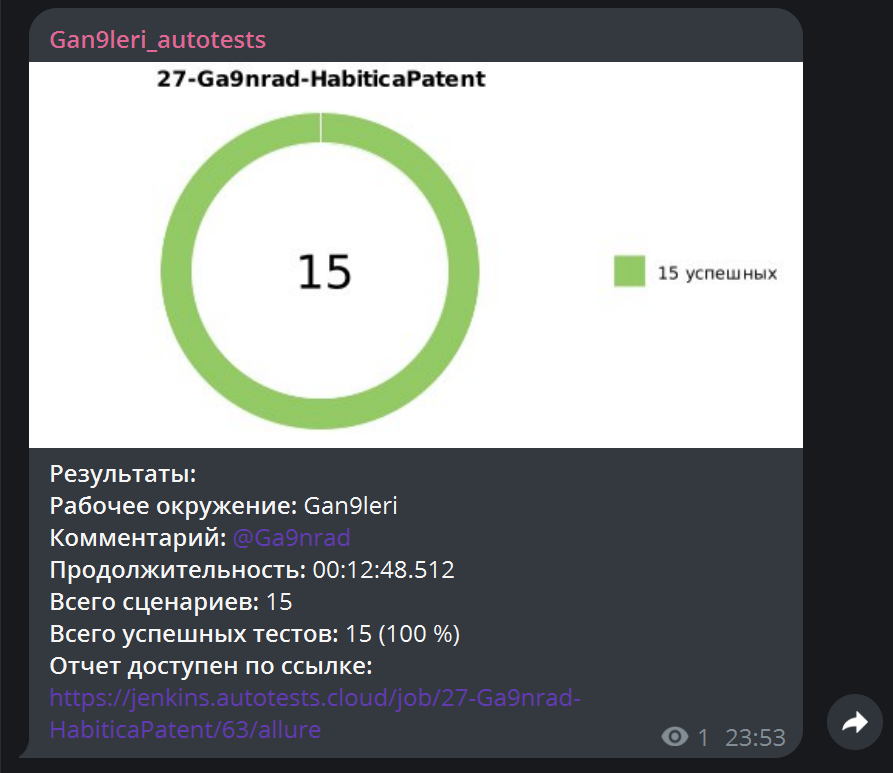 Gan9leri_autotests
27-Ga9nrad-HabiticaPatent
15
15 успешных
Результаты:
Рабочее окружение: Gan9leri
Комментарий: @Ga9nrad
Продолжительность: 00:12:48.512
Всего сценариев: 15
Всего успешных тестов: 15 (100 %)
Отчет доступен по ссылке:
https://jenkins.autotests.cloud/job/27-Ga9nrad-
HabiticaPatent/63/allure
1 23:53